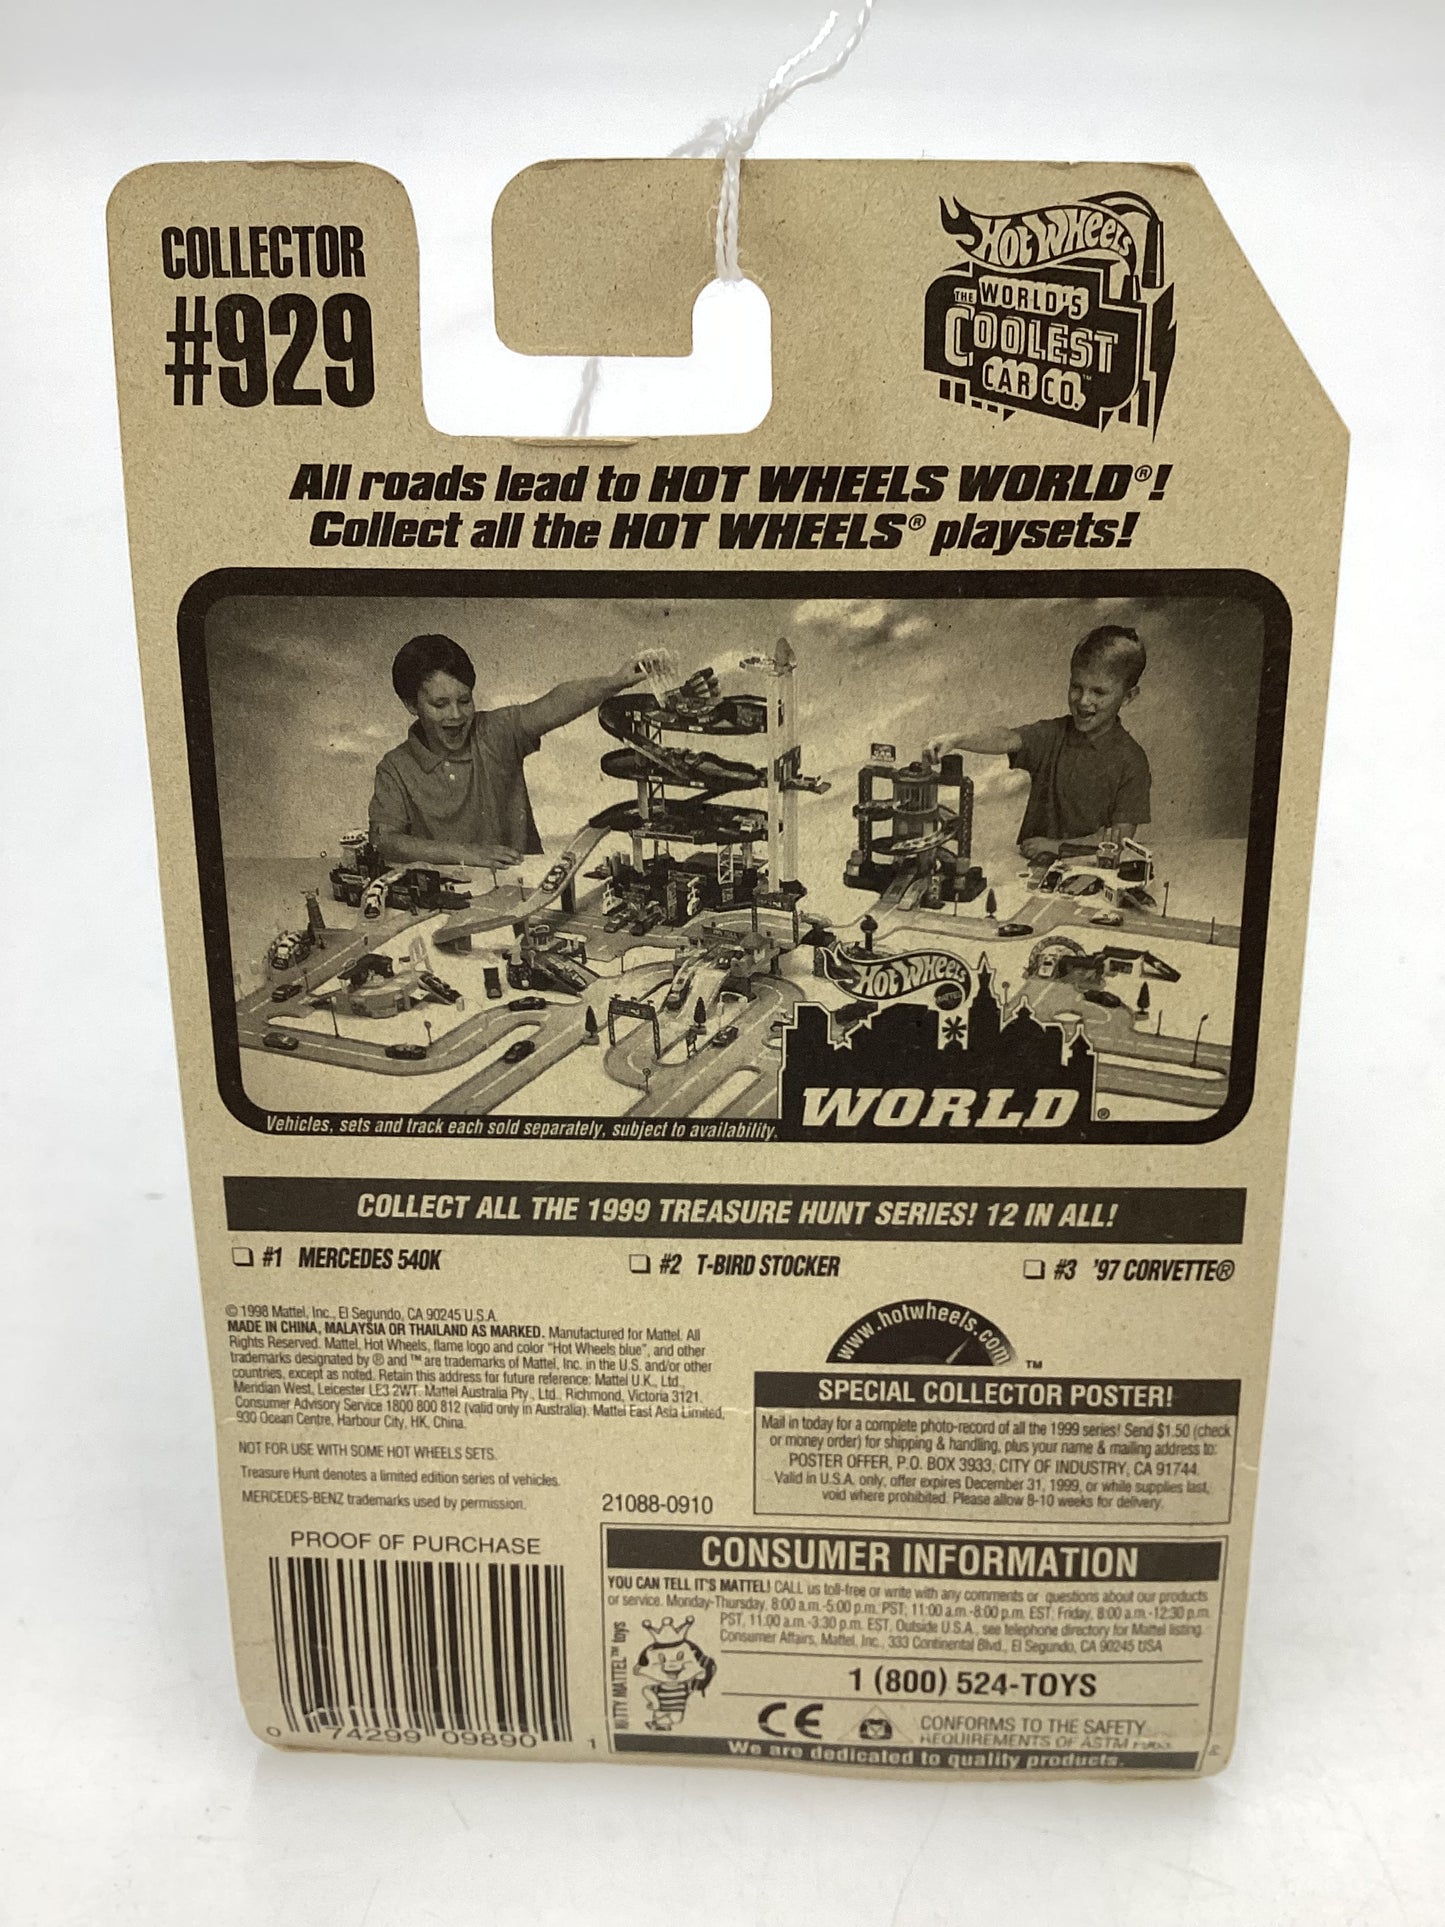 COLLECTOR
#929
HOT WHEELS
THE WORLD'S
COOLEST
CAR CO.™
All roads lead to HOT WHEELS WORLD®!
Collect all the HOT WHEELS® playsets!
HOT WHEELS
MATTEL
WORLD®
Vehicles, sets and track each sold separately, subject to availability.
COLLECT ALL THE 1999 TREASURE HUNT SERIES! 12 IN ALL!
#1 MERCEDES 540K
#2 T-BIRD STOCKER
#3 '97 CORVETTE®
© 1998 Mattel, Inc., El Segundo, CA 90245 U.S.A.
MADE IN CHINA, MALAYSIA OR THAILAND AS MARKED. Manufactured for Mattel. All
Rights Reserved. Mattel, Hot Wheels, flame logo and color "Hot Wheels blue", and other
trademarks designated by ® and ™ are trademarks of Mattel, Inc. in the U.S. and/or other
countries, except as noted. Retain this address for future reference: Mattel U.K., Ltd.,
Meridian West, Leicester LE3 2WT. Mattel Australia Pty., Ltd., Richmond, Victoria 3121.
Consumer Advisory Service 1800 800 812 (valid only in Australia). Mattel East Asia Limited,
930 Ocean Centre, Harbour City, HK, China.
NOT FOR USE WITH SOME HOT WHEELS SETS.
Treasure Hunt denotes a limited edition series of vehicles.
MERCEDES-BENZ trademarks used by permission.
21088-0910
www.hotwheels.com
™
SPECIAL COLLECTOR POSTER!
Mail in today for a complete photo-record of all the 1999 series! Send $1.50 (check
or money order) for shipping & handling, plus your name & mailing address to:
POSTER OFFER, P.O. BOX 3933, CITY OF INDUSTRY, CA 91744.
Valid in U.S.A. only, offer expires December 31, 1999, or while supplies last,
void where prohibited. Please allow 8-10 weeks for delivery.
PROOF OF PURCHASE
0 74299 09890 1
CONSUMER INFORMATION
YOU CAN TELL IT'S MATTEL! CALL us toll-free or write with any comments or questions about our products
or service. Monday-Thursday, 8:00 a.m.-5:00 p.m. PST; 11:00 a.m.-8:00 p.m. EST; Friday, 8:00 a.m.-12:30 p.m.
PST, 11:00 a.m.-3:30 p.m. EST, Outside U.S.A., see telephone directory for Mattel listing.
Consumer Affairs, Mattel, Inc., 333 Continental Blvd., El Segundo, CA 90245 USA
MATTY MATTEL™ toys
1 (800) 524-TOYS
CE
CONFORMS TO THE SAFETY
REQUIREMENTS OF ASTM F963.
We are dedicated to quality products.